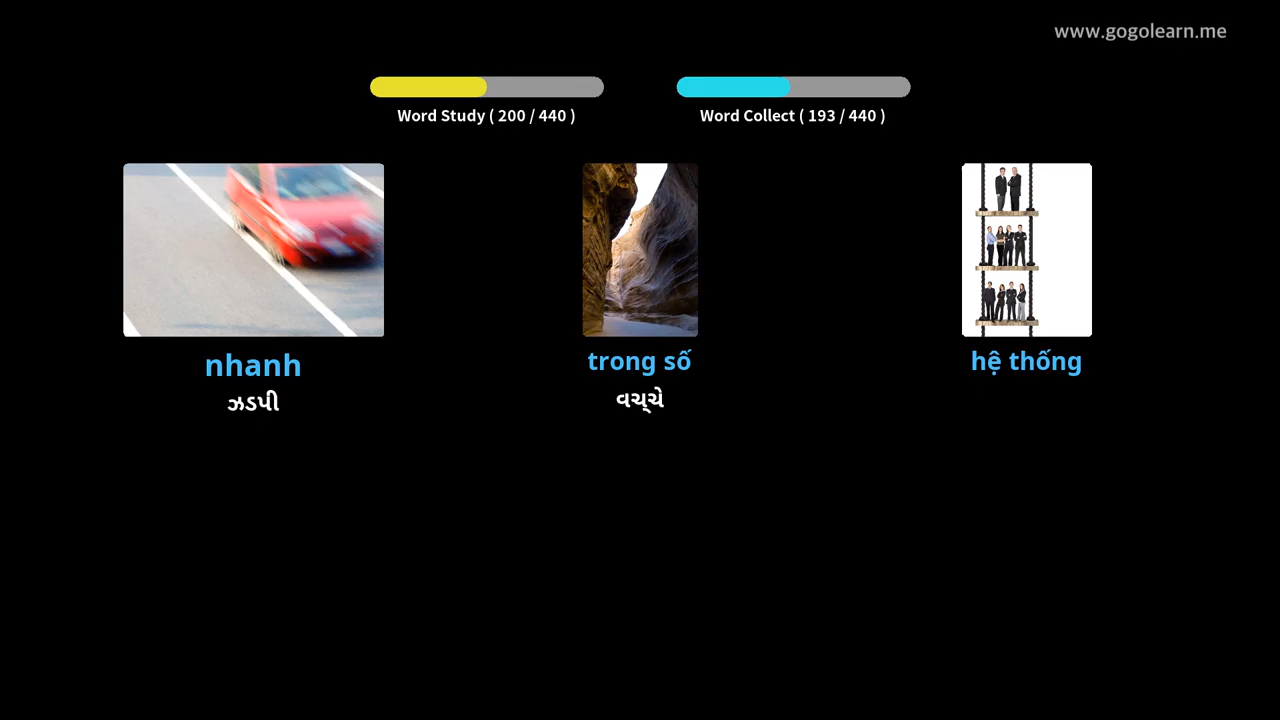 www.gogolearn.me
Word Study ( 200 / 440 )
Word Collect ( 193 / 440 )
nhanh
ઝડપી
trong số
વચ્ચે
hệ thống